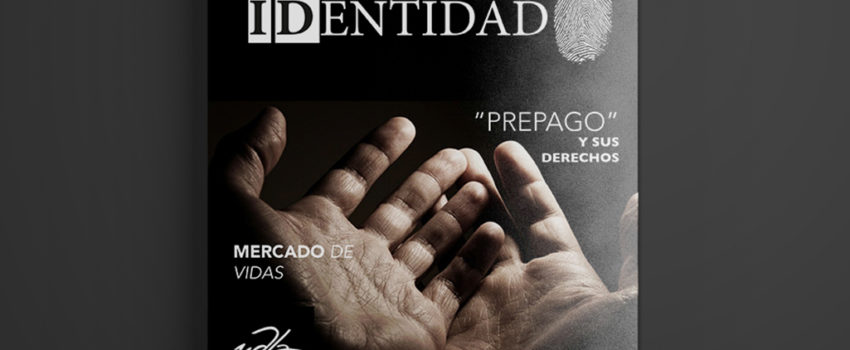 IDENTIDAD
"PREPAGO"
Y SUS
DERECHOS
MERCADO DE
VIDAS